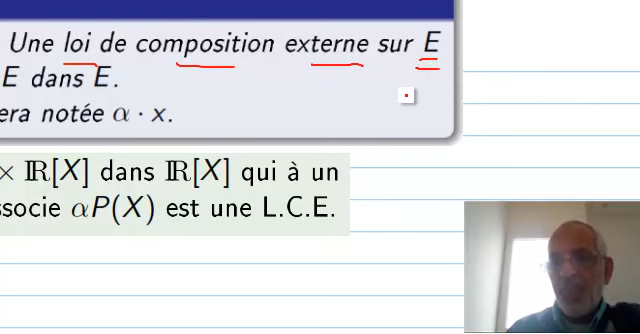 Une loi de composition externe sur E
E dans E.
era notée α · x.
× ℝ[X] dans ℝ[X] qui à un
ssocie αP(X) est une L.C.E.